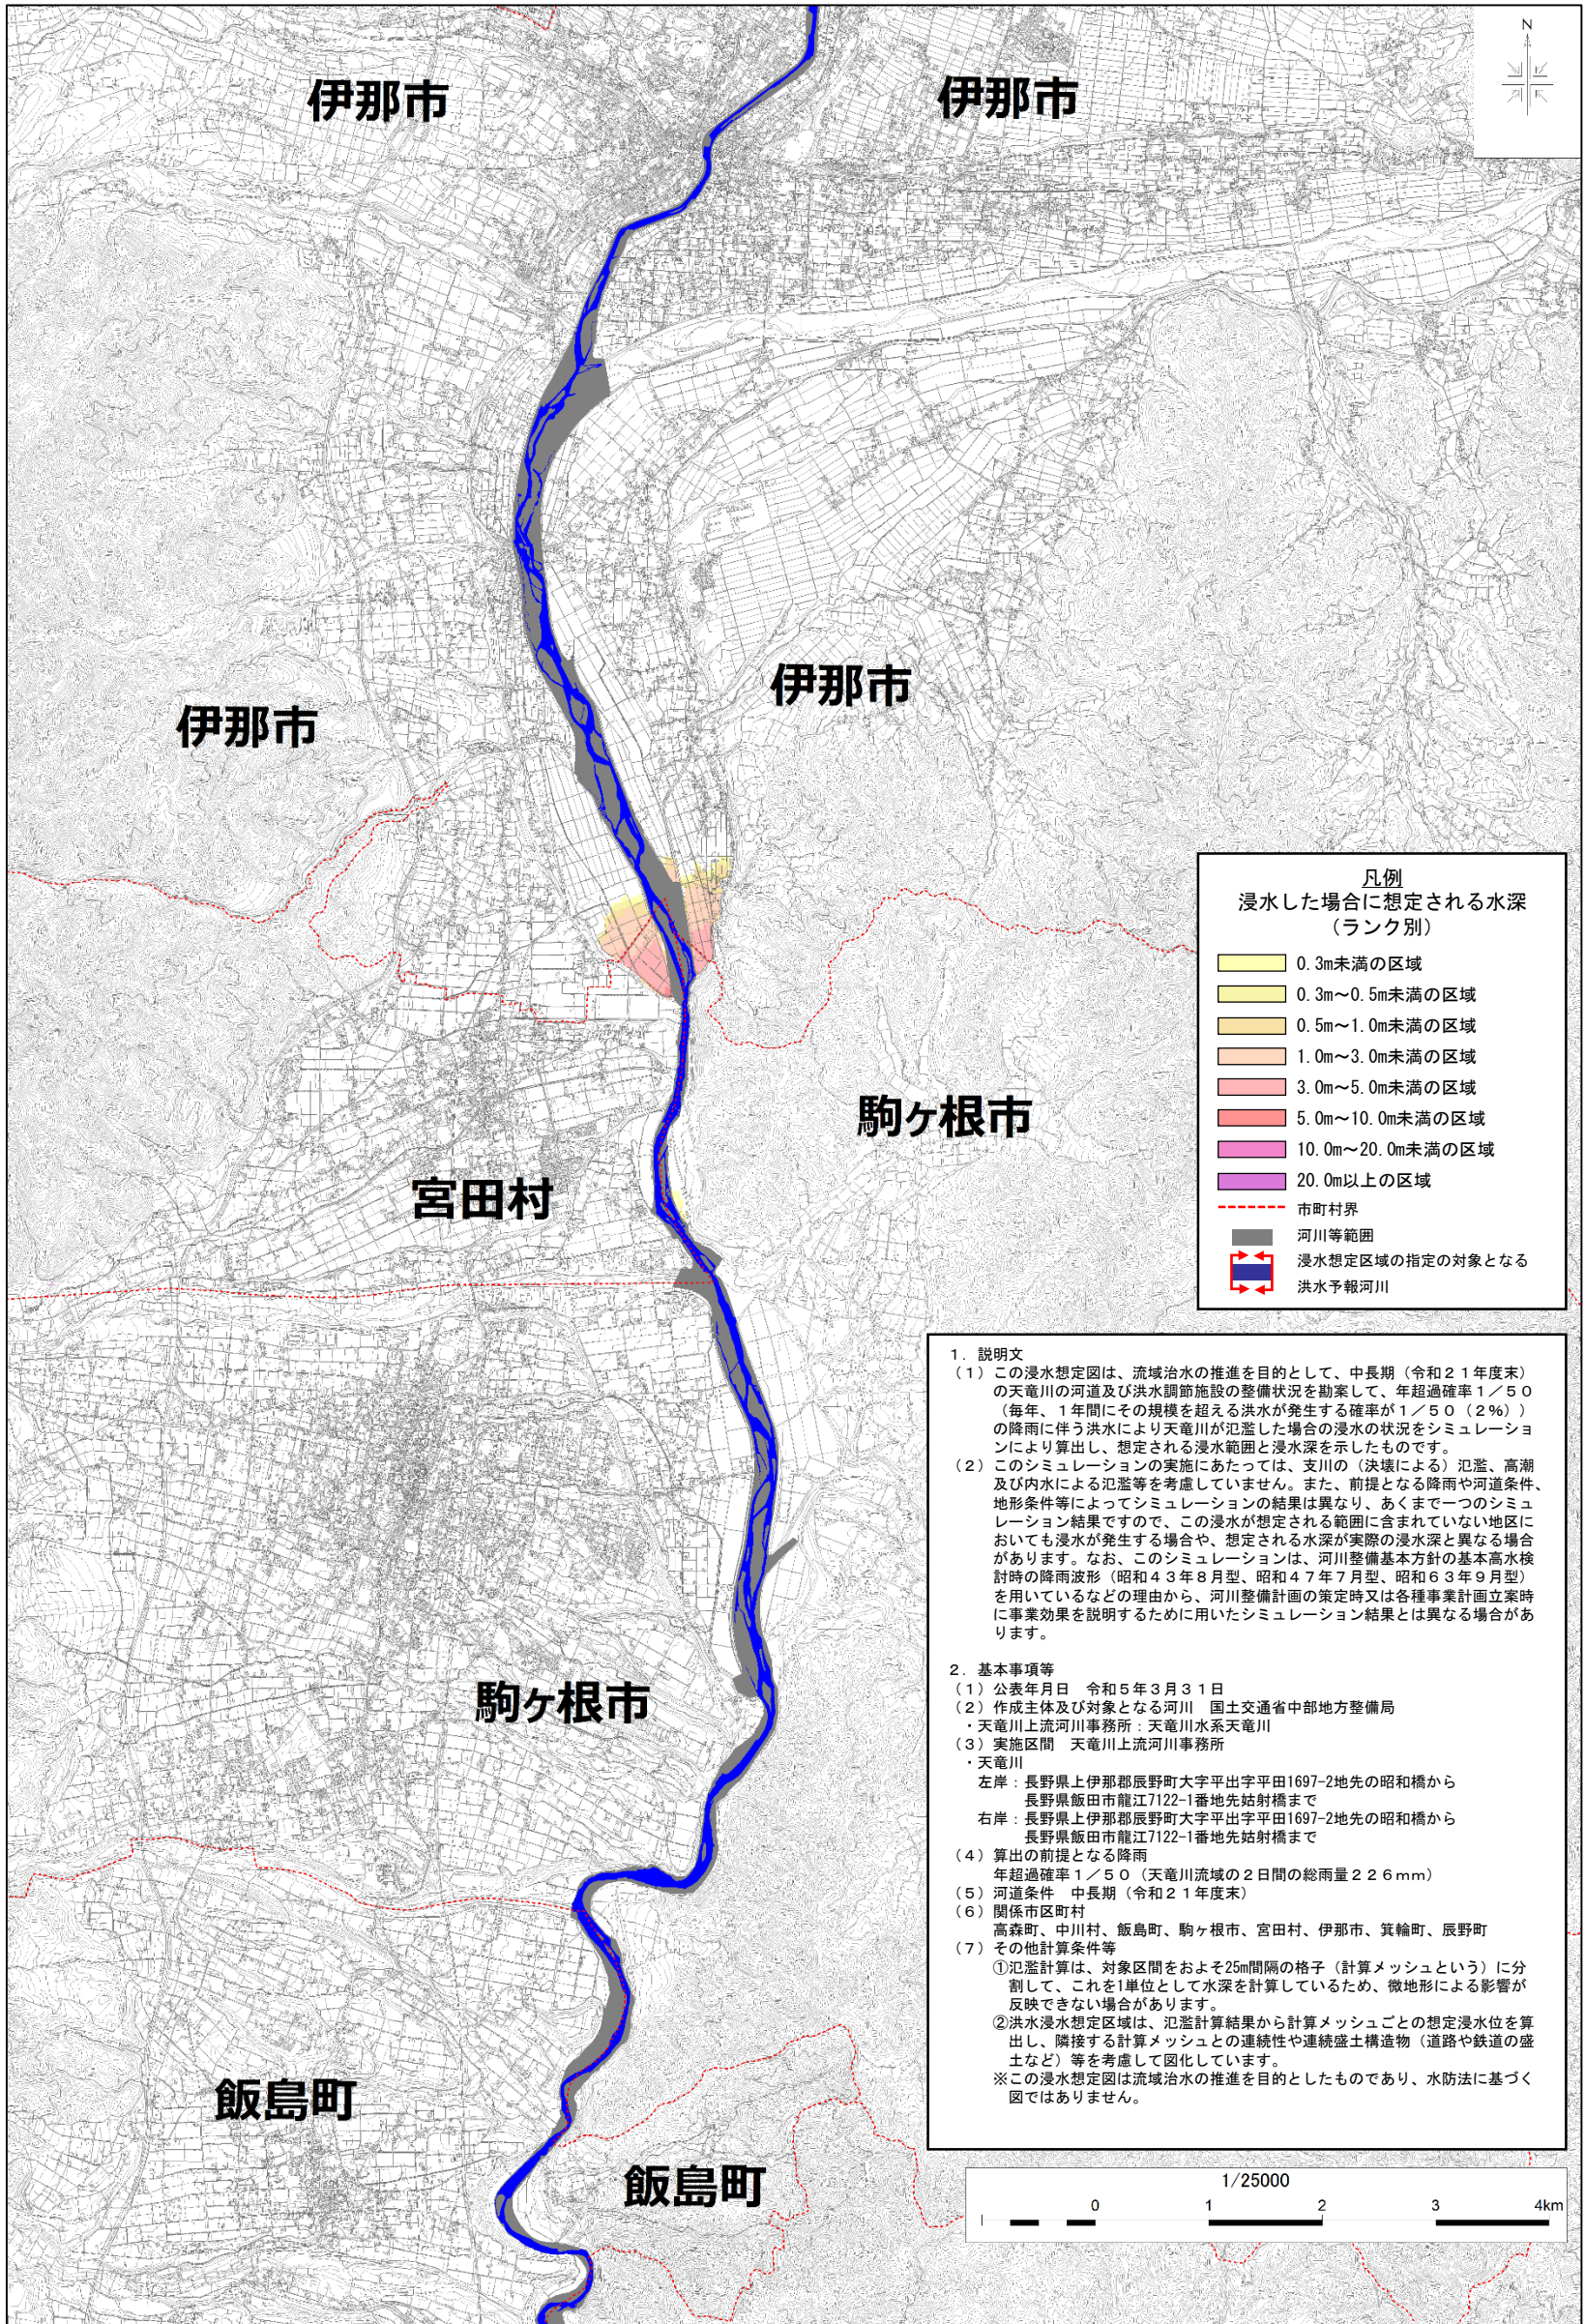 N
伊那市
伊那市
伊那市
伊那市
駒ヶ根市
宮田村
駒ヶ根市
飯島町
飯島町
凡例
浸水した場合に想定される水深
（ランク別）
0.3m未満の区域
0.3m～0.5m未満の区域
0.5m～1.0m未満の区域
1.0m～3.0m未満の区域
3.0m～5.0m未満の区域
5.0m～10.0m未満の区域
10.0m～20.0m未満の区域
20.0m以上の区域
市町村界
河川等範囲
浸水想定区域の指定の対象となる
洪水予報河川
１．説明文
（１）この浸水想定図は、流域治水の推進を目的として、中長期（令和２１年度末）
の天竜川の河道及び洪水調節施設の整備状況を勘案して、年超過確率１／５０
（毎年、１年間にその規模を超える洪水が発生する確率が１／５０（２%））
の降雨に伴う洪水により天竜川が氾濫した場合の浸水の状況をシミュレーショ
ンにより算出し、想定される浸水範囲と浸水深を示したものです。
（２）このシミュレーションの実施にあたっては、支川の（決壊による）氾濫、高潮
及び内水による氾濫等を考慮していません。また、前提となる降雨や河道条件、
地形条件等によってシミュレーションの結果は異なり、あくまで一つのシミュ
レーション結果ですので、この浸水が想定される範囲に含まれていない地区に
おいても浸水が発生する場合や、想定される水深が実際の浸水深と異なる場合
があります。なお、このシミュレーションは、河川整備基本方針の基本高水検
討時の降雨波形（昭和４３年８月型、昭和４７年７月型、昭和６３年９月型）
を用いているなどの理由から、河川整備計画の策定時又は各種事業計画立案時
に事業効果を説明するために用いたシミュレーション結果とは異なる場合があ
ります。
２．基本事項等
（１）公表年月日　令和５年３月３１日
（２）作成主体及び対象となる河川　国土交通省中部地方整備局
・天竜川上流河川事務所：天竜川水系天竜川
（３）実施区間　天竜川上流河川事務所
・天竜川
左岸：長野県上伊那郡辰野町大字平出字平田1697-2地先の昭和橋から
長野県飯田市龍江7122-1番地先姑射橋まで
右岸：長野県上伊那郡辰野町大字平出字平田1697-2地先の昭和橋から
長野県飯田市龍江7122-1番地先姑射橋まで
（４）算出の前提となる降雨
年超過確率１／５０（天竜川流域の２日間の総雨量２２６ｍｍ）
（５）河道条件　中長期（令和２１年度末）
（６）関係市区町村
高森町、中川村、飯島町、駒ヶ根市、宮田村、伊那市、箕輪町、辰野町
（７）その他計算条件等
①氾濫計算は、対象区間をおよそ25m間隔の格子（計算メッシュという）に分
割して、これを1単位として水深を計算しているため、微地形による影響が
反映できない場合があります。
②洪水浸水想定区域は、氾濫計算結果から計算メッシュごとの想定浸水位を算
出し、隣接する計算メッシュとの連続性や連続盛土構造物（道路や鉄道の盛
土など）等を考慮して図化しています。
※この浸水想定図は流域治水の推進を目的としたものであり、水防法に基づく
図ではありません。
1/25000
0 1 2 3 4km